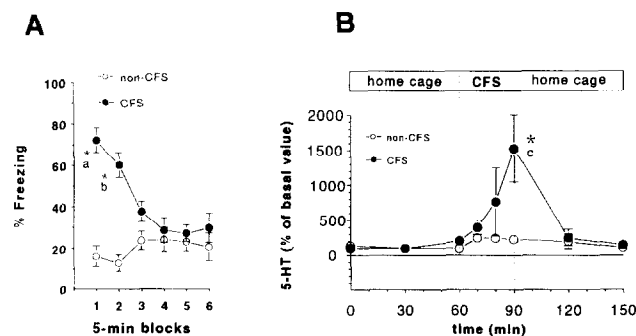 A
non-CFS
CFS
100
80
60
40
20
0
*
a
*
b
% Freezing
1 2 3 4 5 6
5-min blocks
B
home cage CFS home cage
non-CFS
CFS
2000
1500
1000
500
0
*
c
5-HT (% of basal value)
0 30 60 90 120 150
time (min)